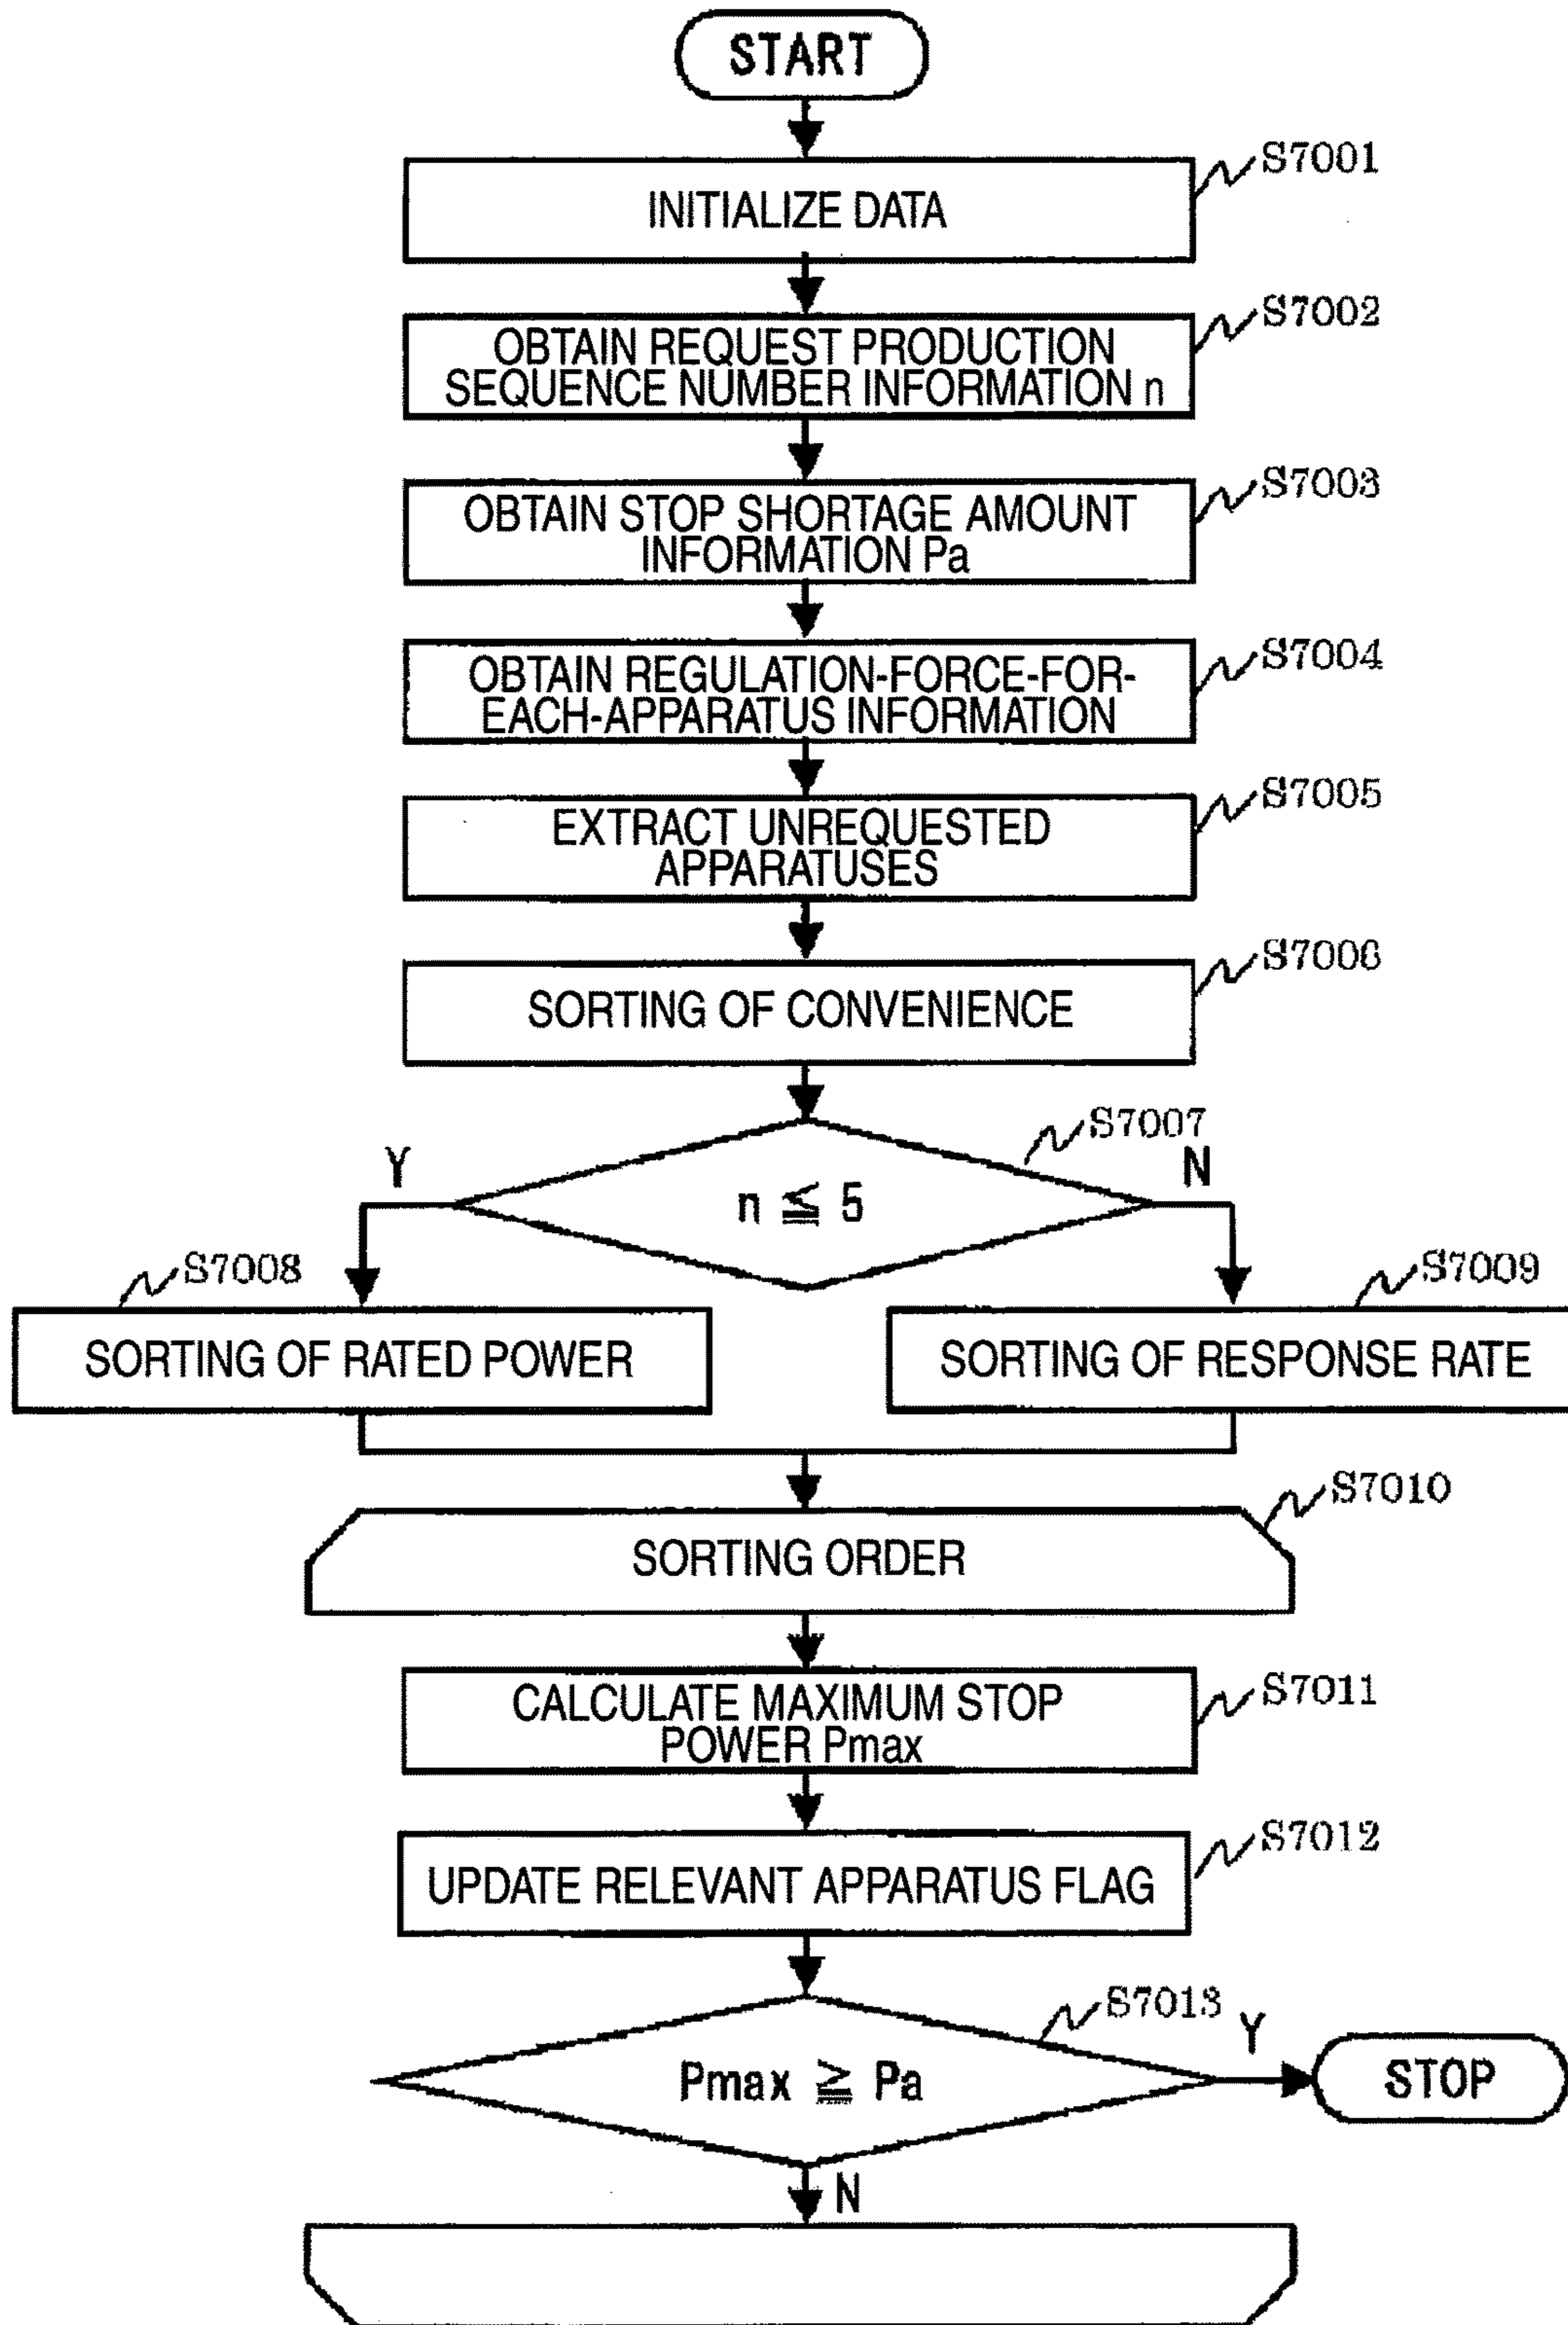 START
S7001
INITIALIZE DATA
S7002
OBTAIN REQUEST PRODUCTION
SEQUENCE NUMBER INFORMATION n
S7003
OBTAIN STOP SHORTAGE AMOUNT
INFORMATION Pa
S7004
OBTAIN REGULATION-FORCE-FOR-
EACH-APPARATUS INFORMATION
S7005
EXTRACT UNREQUESTED
APPARATUSES
S7006
SORTING OF CONVENIENCE
S7007
Y
N
n ≦ 5
S7008
S7009
SORTING OF RATED POWER
SORTING OF RESPONSE RATE
S7010
SORTING ORDER
S7011
CALCULATE MAXIMUM STOP
POWER Pmax
S7012
UPDATE RELEVANT APPARATUS FLAG
S7013
Y
Pmax ≧ Pa
STOP
N